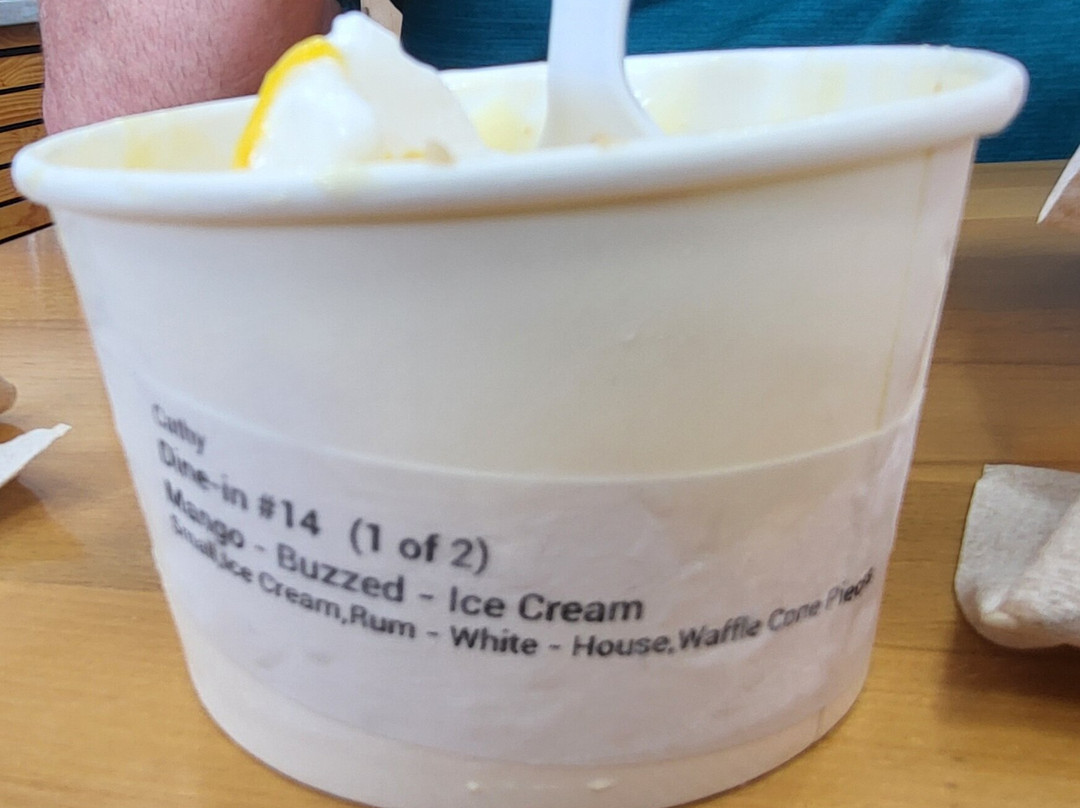 Cathy
Dine-in #14 (1 of 2)
Mango - Buzzed - Ice Cream
Small,Ice Cream,Rum - White - House,Waffle Cone Pieces